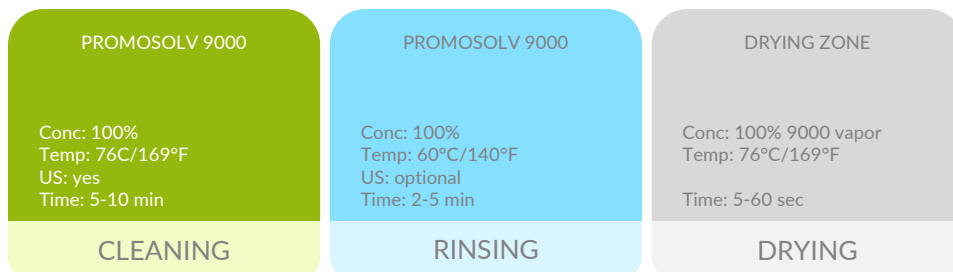 PROMOSOLV 9000
Conc: 100%
Temp: 76C/169°F
US: yes
Time: 5-10 min
CLEANING
PROMOSOLV 9000
Conc: 100%
Temp: 60°C/140°F
US: optional
Time: 2-5 min
RINSING
DRYING ZONE
Conc: 100% 9000 vapor
Temp: 76°C/169°F
Time: 5-60 sec
DRYING